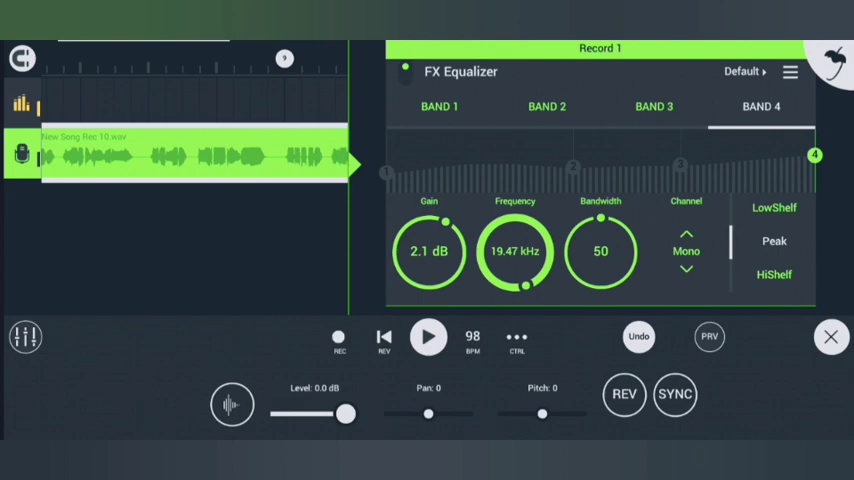 Record 1
9
FX Equalizer
Default
BAND 1
BAND 2
BAND 3
BAND 4
New Song Rec 10.wav
1
2
3
4
Gain
Frequency
Bandwidth
Channel
LowShelf
2.1 dB
19.47 kHz
50
Mono
Peak
HiShelf
REC
REV
98
BPM
CTRL
Undo
PRV
Level: 0.0 dB
Pan: 0
Pitch: 0
REV
SYNC